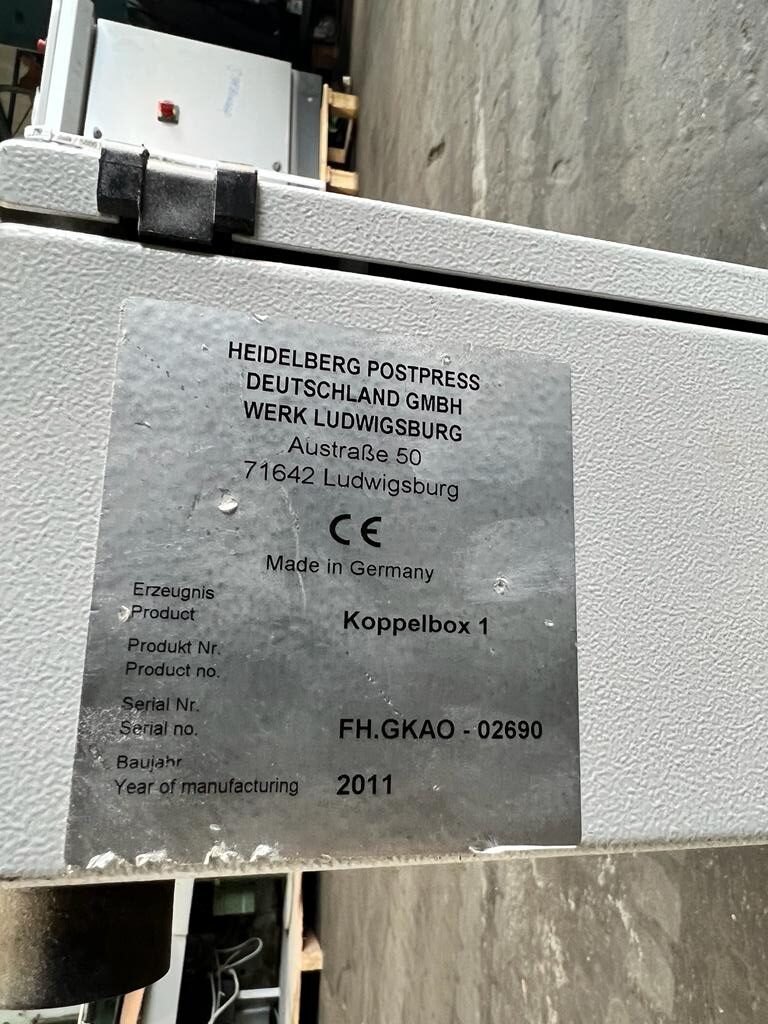 HEIDELBERG POSTPRESS
DEUTSCHLAND GMBH
WERK LUDWIGSBURG
Austraße 50
71642 Ludwigsburg
CE
Made in Germany
Erzeugnis
Product
Koppelbox 1
Produkt Nr.
Product no.
Serial Nr.
Serial no.
FH.GKAO - 02690
Baujahr
Year of manufacturing
2011